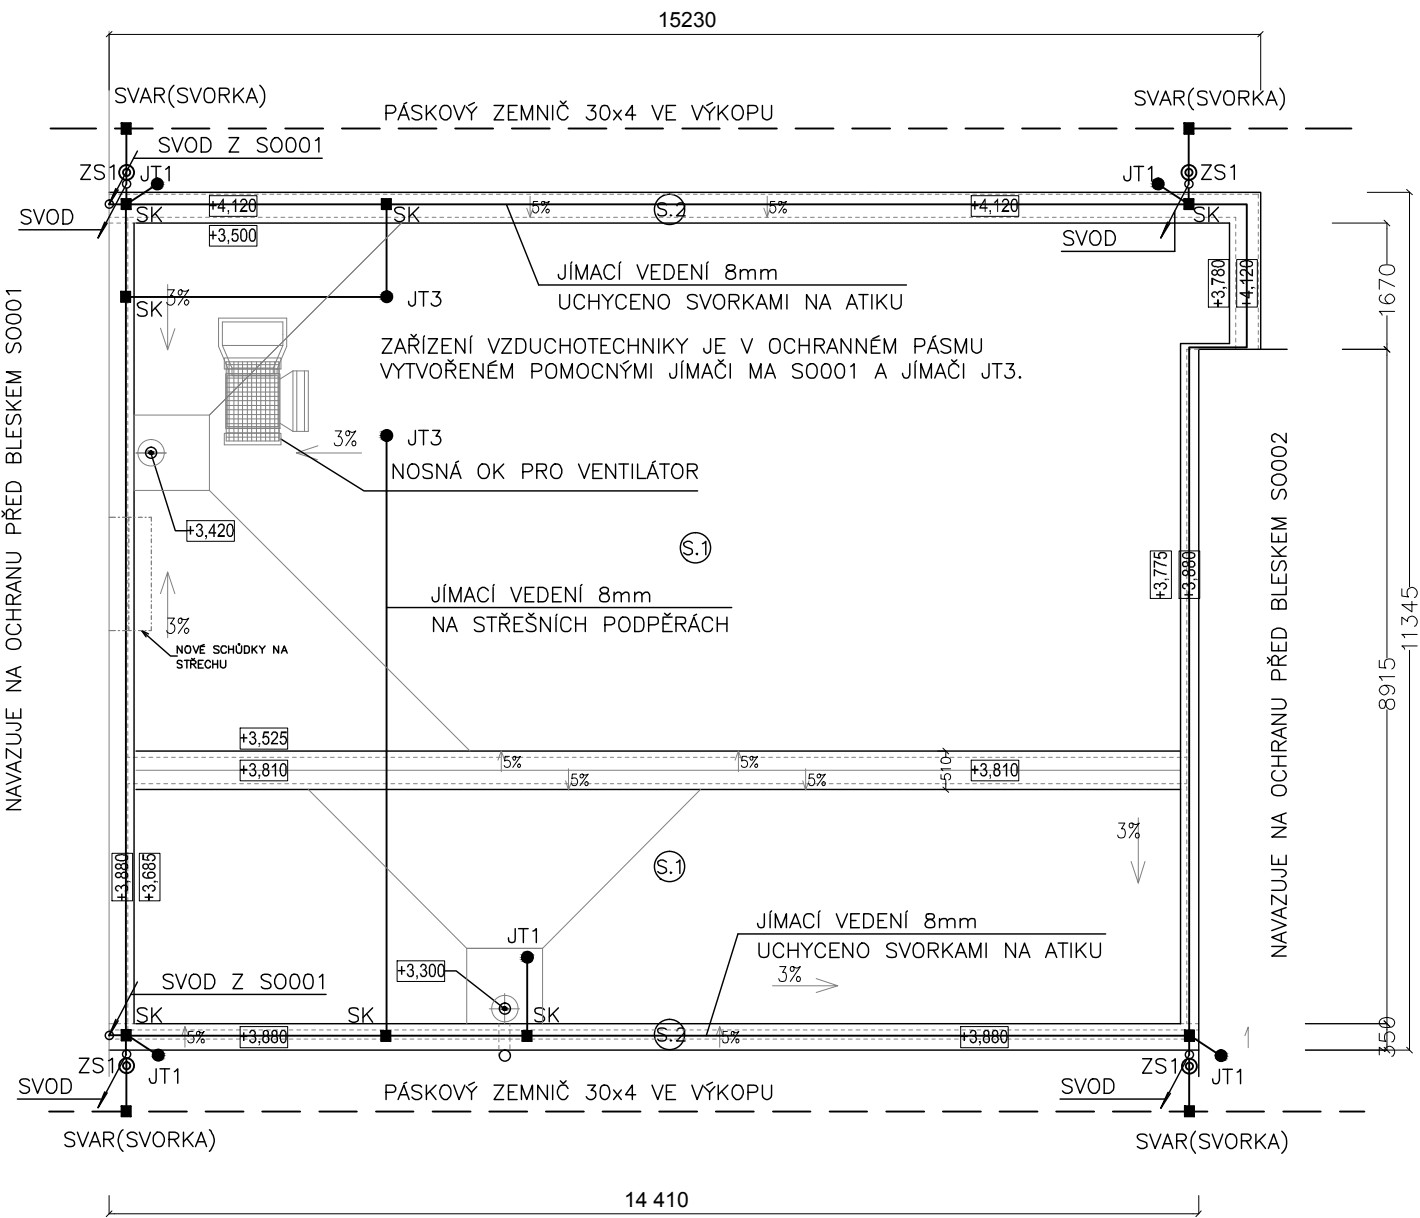 15230
SVAR(SVORKA)
SVAR(SVORKA)
PÁSKOVÝ ZEMNIČ 30x4 VE VÝKOPU
SVOD Z SO001
ZS1
JT1
JT1
ZS1
SVOD
SK
+4,120
SK
5%
S.2
5%
+4,120
SK
+3,500
SVOD
JÍMACÍ VEDENÍ 8mm
UCHYCENO SVORKAMI NA ATIKU
+3,780
+4,120
1670
SK
3%
JT3
ZAŘÍZENÍ VZDUCHOTECHNIKY JE V OCHRANNÉM PÁSMU
VYTVOŘENÉM POMOCNÝMI JÍMAČI MA SO001 A JÍMAČI JT3.
NAVAZUJE NA OCHRANU PŘED BLESKEM SO001
3%
JT3
NOSNÁ OK PRO VENTILÁTOR
+3,420
S.1
+3,775
+3,880
NAVAZUJE NA OCHRANU PŘED BLESKEM SO002
11345
8915
JÍMACÍ VEDENÍ 8mm
NA STŘEŠNÍCH PODPĚRÁCH
3%
NOVÉ SCHŮDKY NA
STŘECHU
+3,525
+3,810
5%
5%
5%
5%
510
+3,810
3%
+3,880
+3,685
S.1
JÍMACÍ VEDENÍ 8mm
UCHYCENO SVORKAMI NA ATIKU
JT1
+3,300
3%
SVOD Z SO001
SK
SK
SK
5%
+3,880
S.2
5%
+3,880
350
ZS1
JT1
ZS1
JT1
SVOD
PÁSKOVÝ ZEMNIČ 30x4 VE VÝKOPU
SVOD
SVAR(SVORKA)
SVAR(SVORKA)
14 410